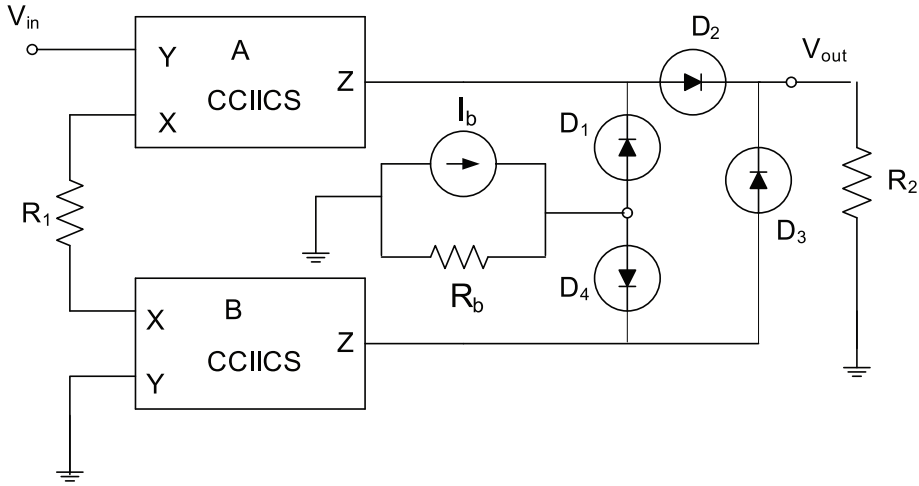 V_in
Y A
CCIICS
Z
X
D_2
V_out
I_b
D_1
R_1
R_2
D_3
R_b
D_4
X B
CCIICS
Z
Y